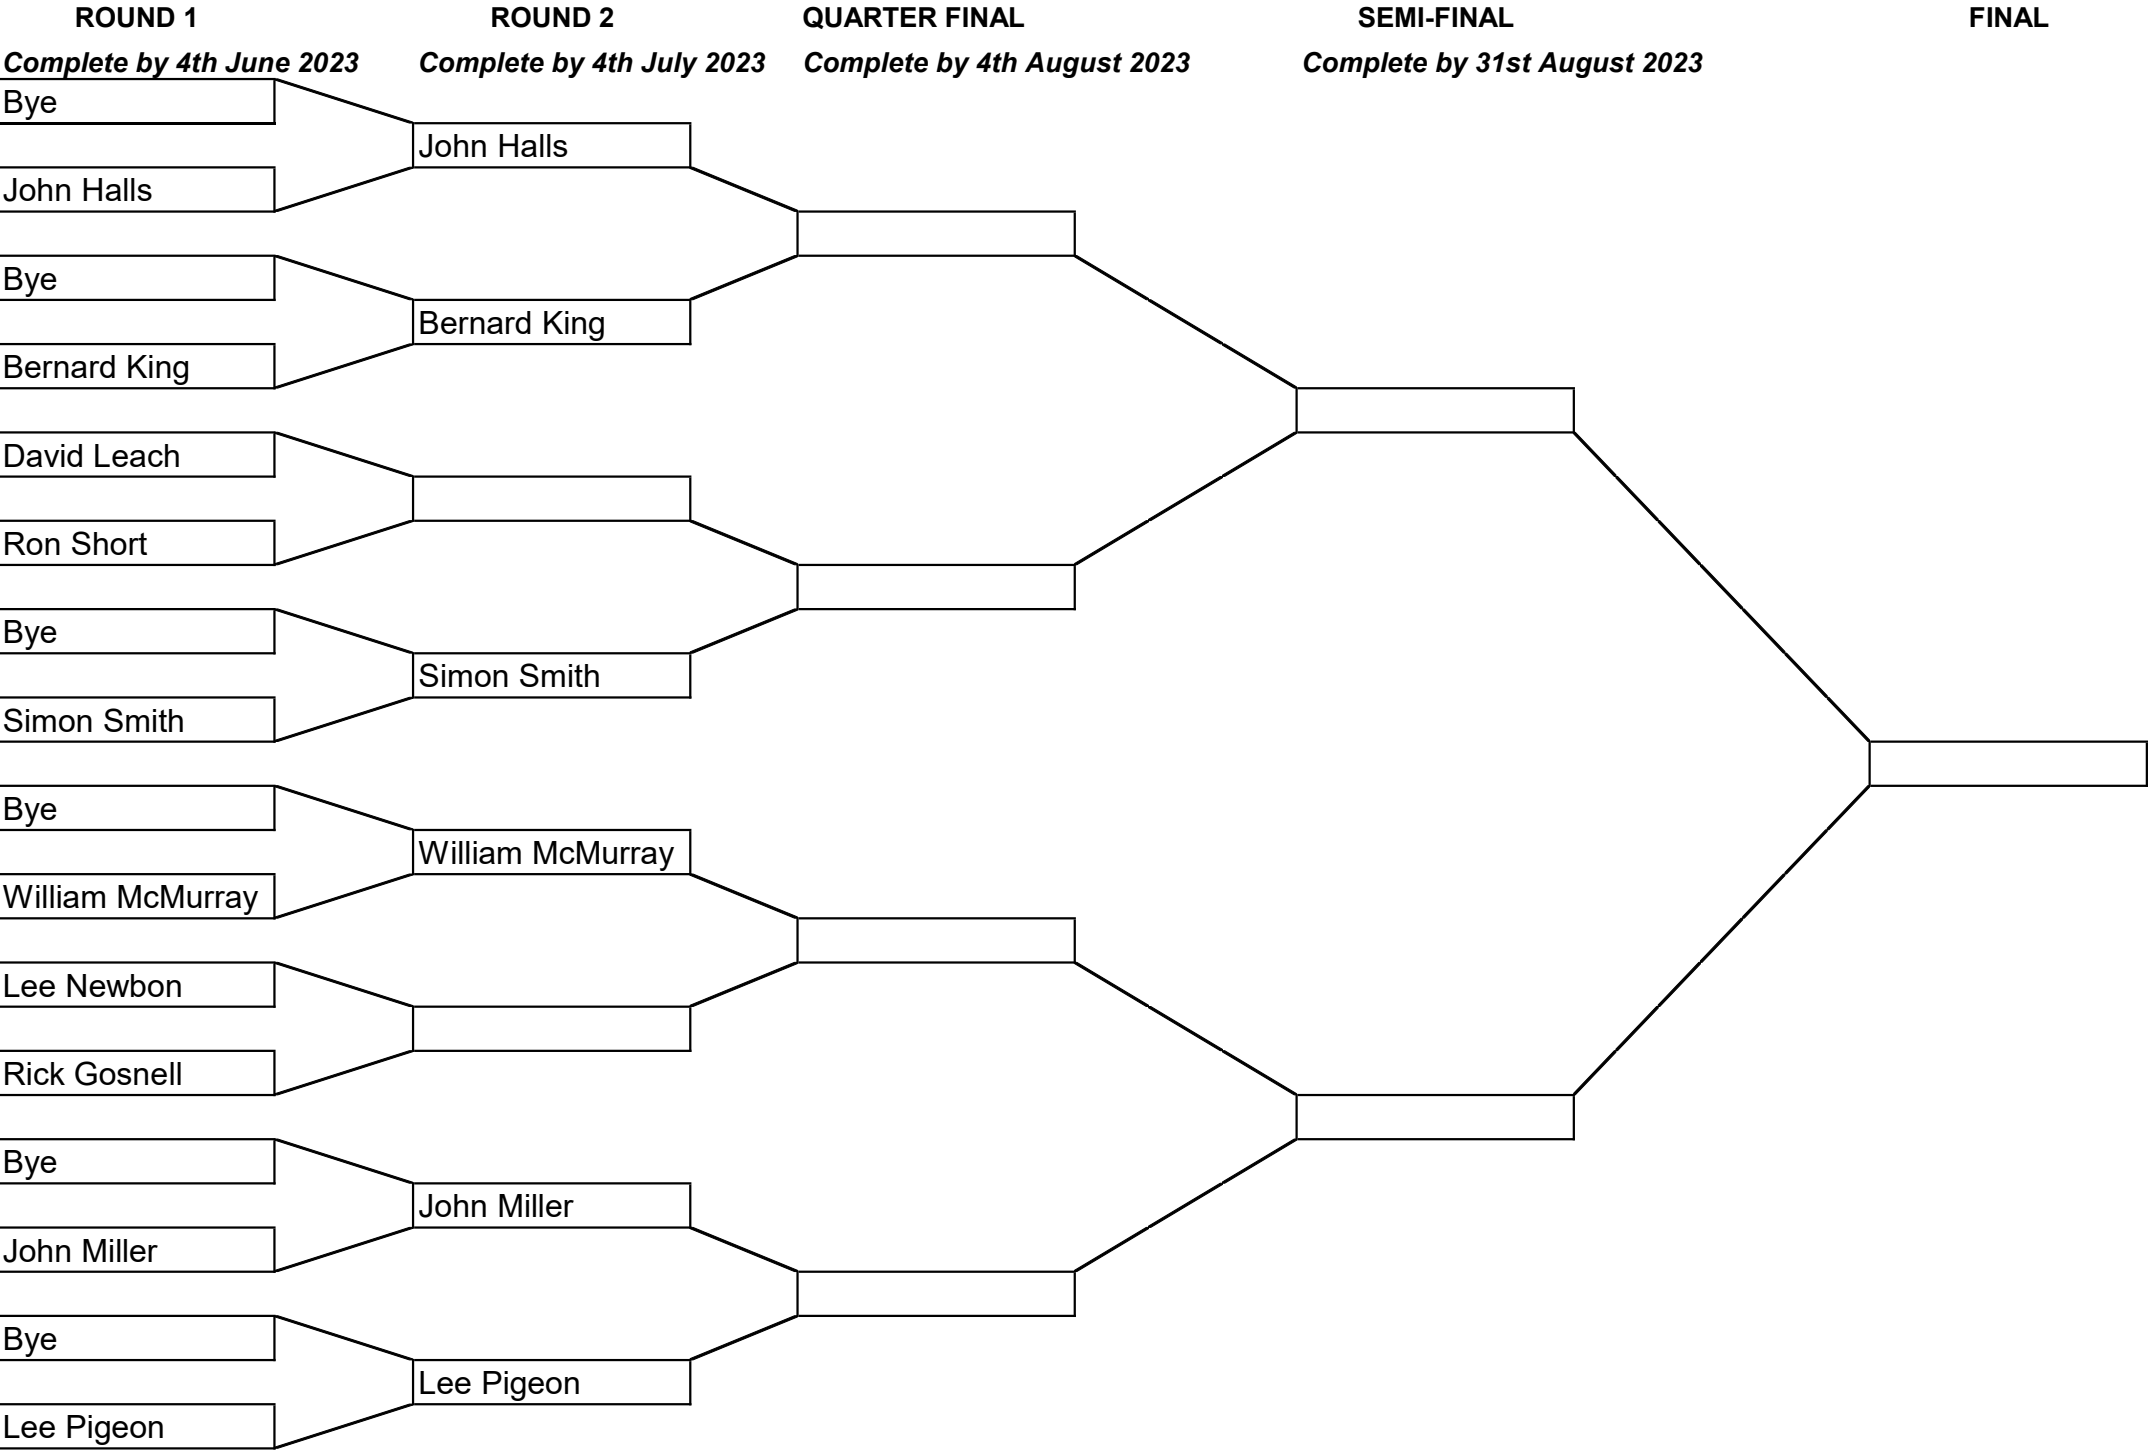 ROUND 1 ROUND 2 QUARTER FINAL SEMI-FINAL FINAL
Complete by 4th June 2023 Complete by 4th July 2023 Complete by 4th August 2023 Complete by 31st August 2023
Bye
John Halls
John Halls
Bye
Bernard King
Bernard King
David Leach
Ron Short
Bye
Simon Smith
Simon Smith
Bye
William McMurray
William McMurray
Lee Newbon
Rick Gosnell
Bye
John Miller
John Miller
Bye
Lee Pigeon
Lee Pigeon